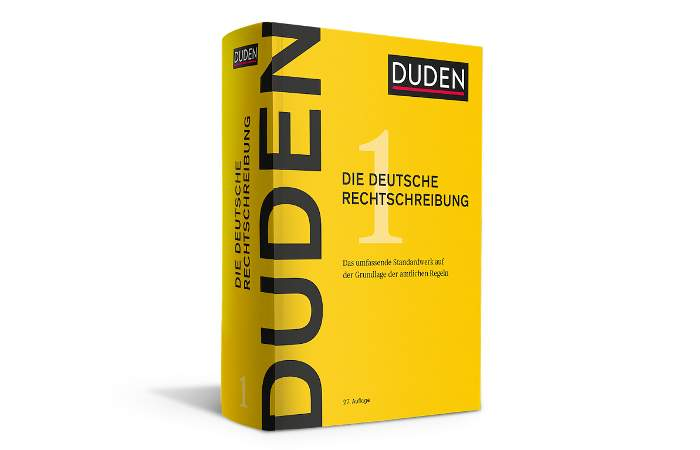 DUDEN
DIE DEUTSCHE
RECHTSCHREIBUNG
1
DUDEN
DUDEN
1
DIE DEUTSCHE
RECHTSCHREIBUNG
Das umfassende Standardwerk auf
der Grundlage der amtlichen Regeln
27. Auflage